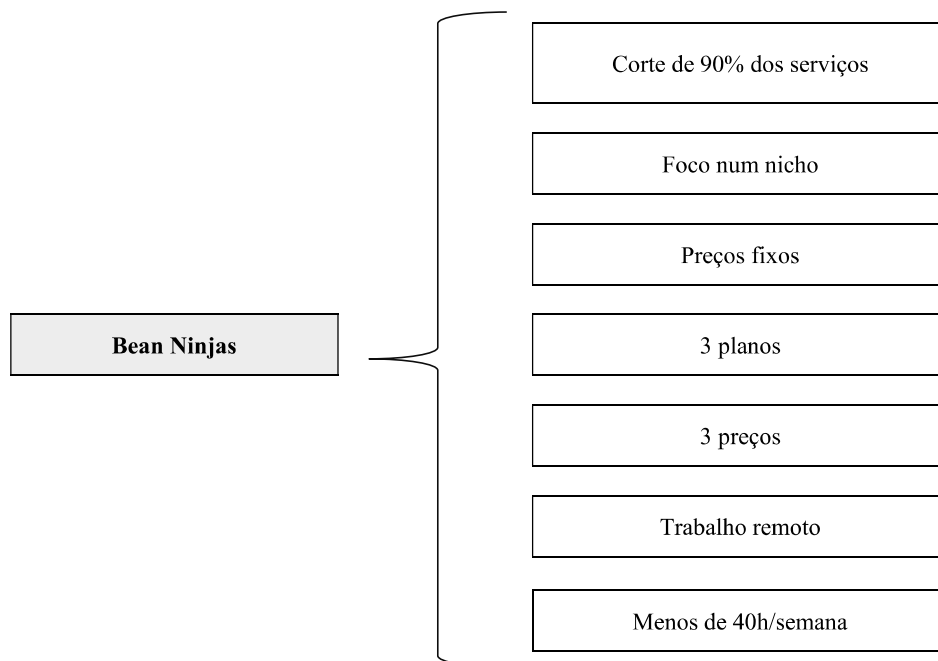 Corte de 90% dos serviços
Foco num nicho
Preços fixos
Bean Ninjas
3 planos
3 preços
Trabalho remoto
Menos de 40h/semana